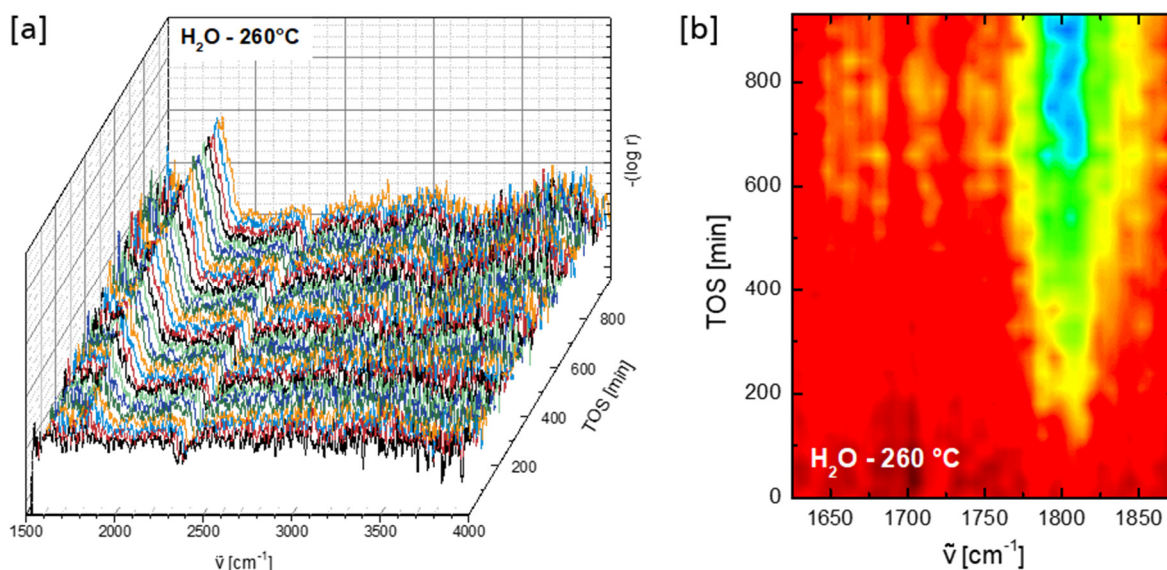 [a]
H₂O - 260°C
-(log r)
800
600
400
200
TOS [min]
1500 2000 2500 3000 3500 4000
ṽ [cm⁻¹]
[b]
800
600
400
200
0
TOS [min]
H₂O - 260 °C
1650 1700 1750 1800 1850
ṽ [cm⁻¹]